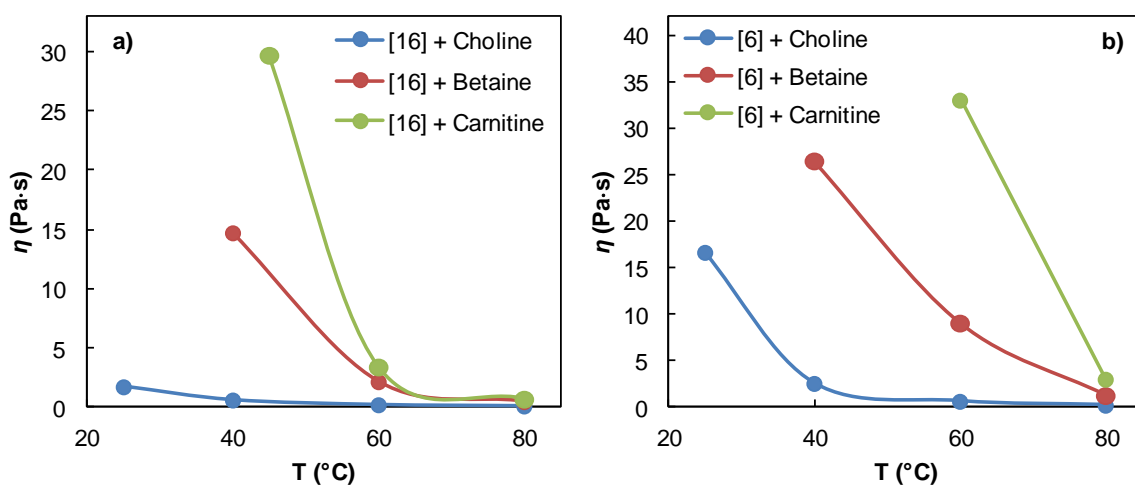 a)
[16] + Choline
[16] + Betaine
[16] + Carnitine
30
25
20
15
10
5
0
η (Pa·s)
20 40 60 80
T (°C)
b)
[6] + Choline
[6] + Betaine
[6] + Carnitine
40
35
30
25
20
15
10
5
0
η (Pa·s)
20 40 60 80
T (°C)